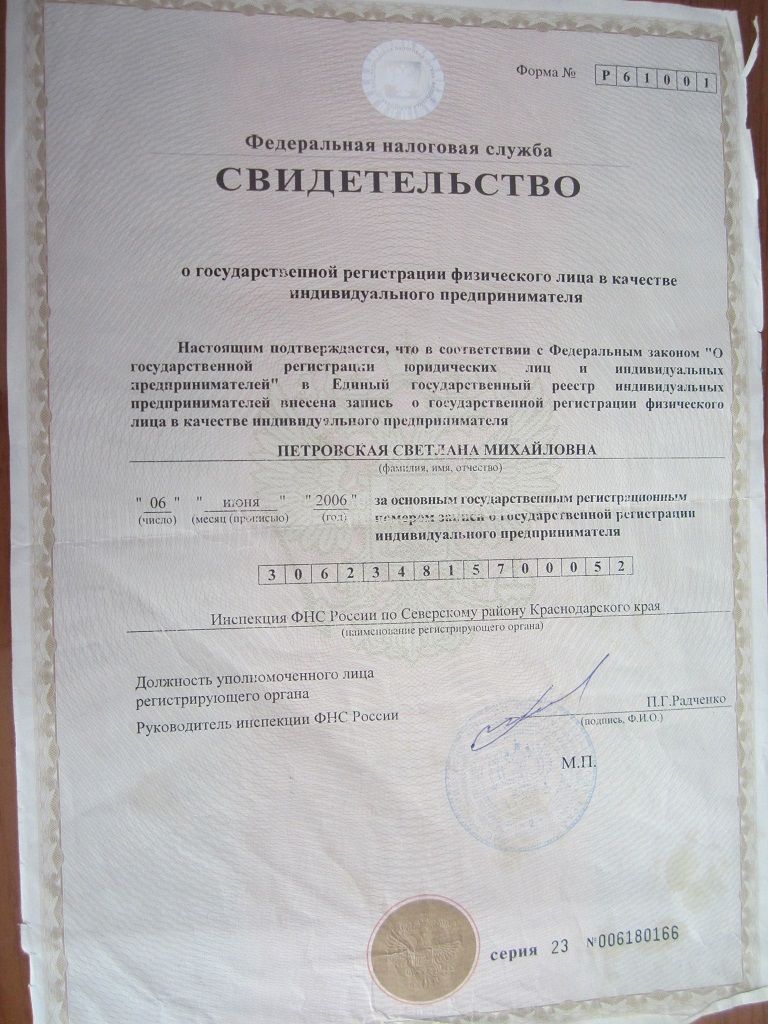 Форма № Р61001
Федеральная налоговая служба
СВИДЕТЕЛЬСТВО
о государственной регистрации физического лица в качестве
индивидуального предпринимателя
Настоящим подтверждается, что в соответствии с Федеральным законом "О
государственной регистрации юридических лиц и индивидуальных
предпринимателей" в Единый государственный реестр индивидуальных
предпринимателей внесена запись о государственной регистрации физического
лица в качестве индивидуального предпринимателя
ПЕТРОВСКАЯ СВЕТЛАНА МИХАЙЛОВНА
(фамилия, имя, отчество)
" 06 " " июня " " 2006 " за основным государственным регистрационным
(число) (месяц (прописью) (год) номером записи о государственной регистрации
индивидуального предпринимателя
306234815700052
Инспекция ФНС России по Северскому району Краснодарского края
(наименование регистрирующего органа)
Должность уполномоченного лица
регистрирующего органа
Руководитель инспекции ФНС России П.Г.Радченко
(подпись, Ф.И.О.)
М.П.
серия 23 №006180166